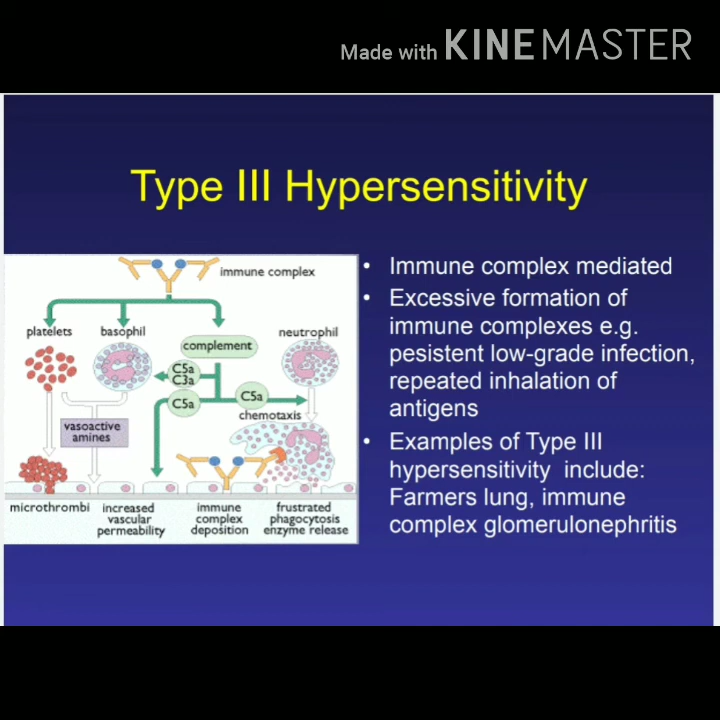 Made with KINEMASTER
Type III Hypersensitivity
immune complex
platelets
basophil
complement
neutrophil
C5a
C3a
C5a
C5a
chemotaxis
vasoactive
amines
microthrombi
increased
vascular
permeability
immune
complex
deposition
frustrated
phagocytosis
enzyme release
• Immune complex mediated
• Excessive formation of
immune complexes e.g.
pesistent low-grade infection,
repeated inhalation of
antigens
• Examples of Type III
hypersensitivity include:
Farmers lung, immune
complex glomerulonephritis